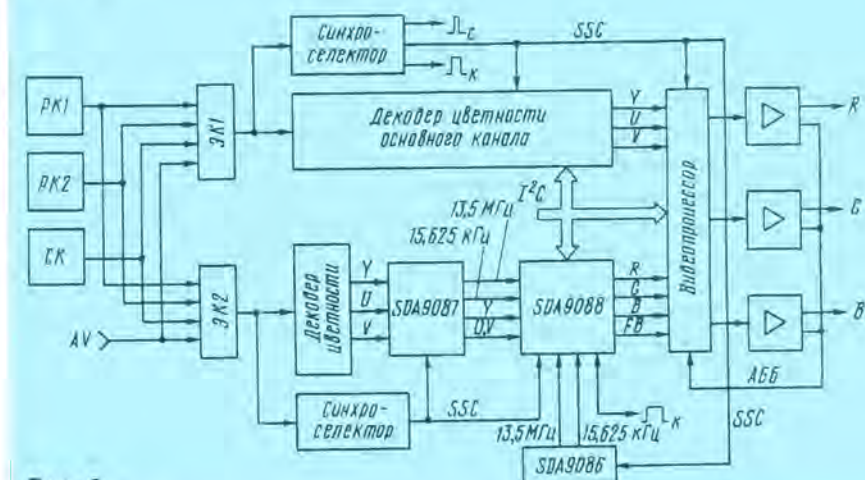 Синхро-
селектор
С
К
SSC
РК1
РК2
СК
AV
ЭК1
ЭК2
Декодер цветности
основного канала
Y
U
V
I²C
13,5 МГц
15,625 кГц
Декодер
цветности
Y
U
V
SDA9087
Y
U,V
SDA9088
R
G
B
FB
Видеопроцессор
R
G
B
АББ
SSC
Синхро-
селектор
SSC
13,5 МГц
15,625 кГц
К
SDA9086